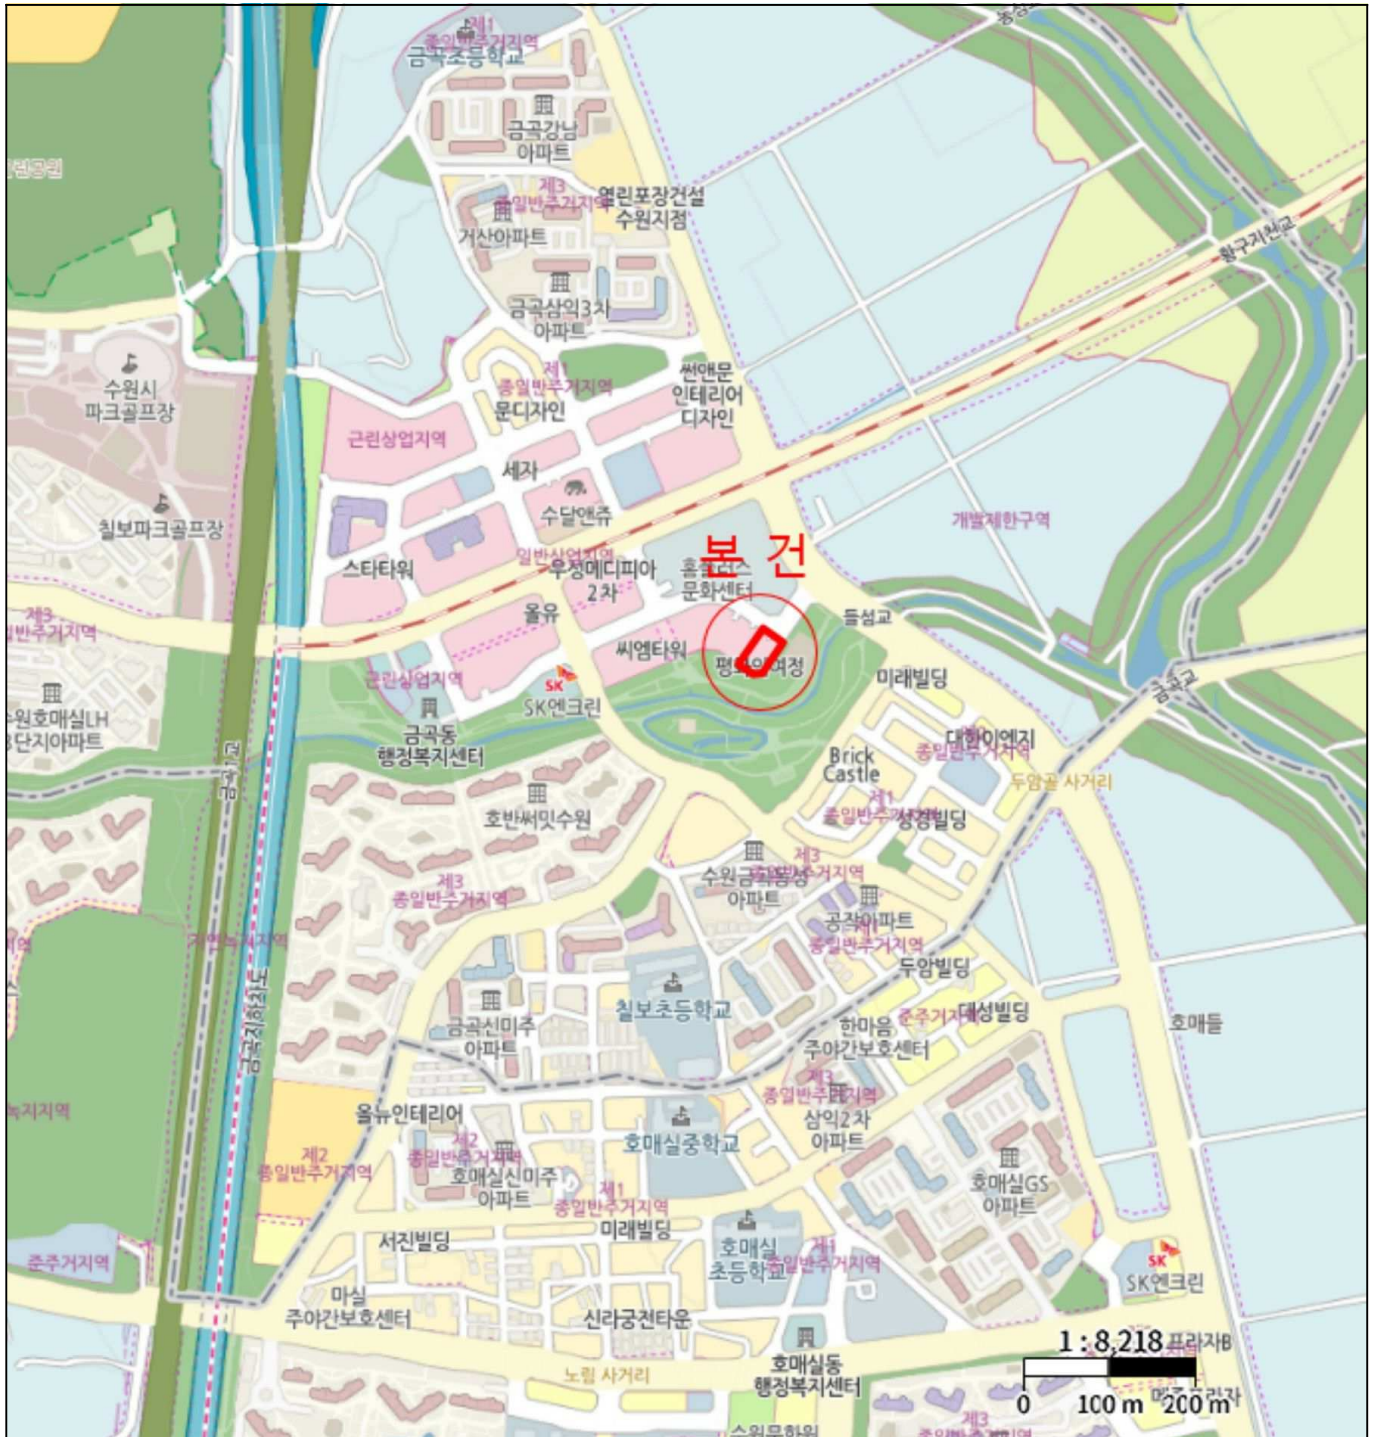 제1
종일반주거지역
금곡초등학교
금곡강남
아파트
제3
종일반주거지역
열린포장건설
수원지점
거산아파트
금곡삼익3차
아파트
황구지천교
수원시
파크골프장
제1
종일반주거지역
문디자인
썬앤문
인테리어
디자인
근린상업지역
세자
수달앤쥬
칠보파크골프장
개발제한구역
본 건
일반상업지역
우성메디피아
2차
홈플러스
문화센터
스타타워
올유
들섬교
제3
일반주거지역
씨엠타워
근린상업지역
SK
SK엔크린
미래빌딩
금곡교
수원호매실LH
3단지아파트
금곡동
행정복지센터
대한이엔지
종일반주거지역
Brick
Castle
두암골 사거리
호반써밋수원
제1
종일반주거지역
제3
종일반주거지역
아파트
제3
종일반주거지역
공작아파트
종일반주거지역
두암빌딩
칠보초등학교
준주거지역
대성빌딩
금곡신미주
아파트
한마음
주야간보호센터
호매들
금곡지하차도
녹지지역
올뉴인테리어
제3
종일반주거지역
삼익2차
아파트
호매실중학교
제2
종일반주거지역
제2
종일반주거지역
호매실신미주
아파트
호매실GS
아파트
제1
종일반주거지역
미래빌딩
서진빌딩
호매실
초등학교
제1
종일반주거지역
준주거지역
SK
SK엔크린
마실
주야간보호센터
신라궁전타운
호매실동
행정복지센터
노림 사거리
1 : 8,218
프라자B
0 100 m 200 m
제3